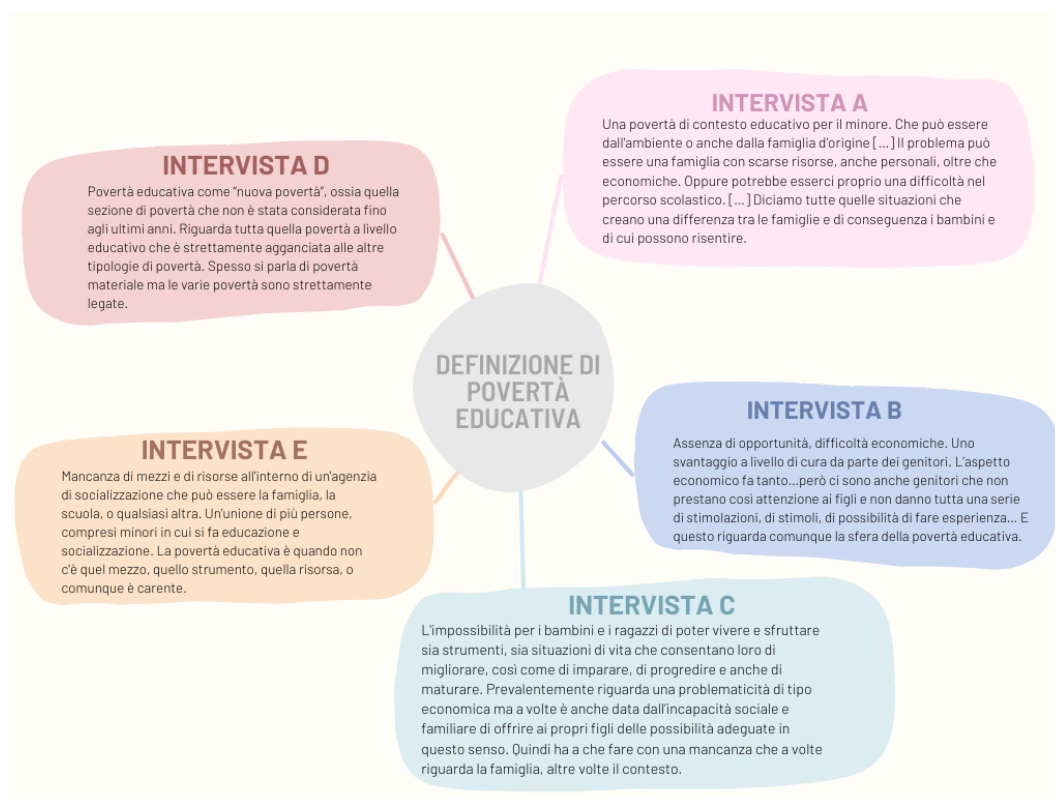 DEFINIZIONE DI
POVERTÀ
EDUCATIVA
INTERVISTA A
Una povertà di contesto educativo per il minore. Che può essere
dall'ambiente o anche dalla famiglia d'origine [...] Il problema può
essere una famiglia con scarse risorse, anche personali, oltre che
economiche. Oppure potrebbe esserci proprio una difficoltà nel
percorso scolastico. [...] Diciamo tutte quelle situazioni che
creano una differenza tra le famiglie e di conseguenza i bambini e
di cui possono risentire.
INTERVISTA B
Assenza di opportunità, difficoltà economiche. Uno
svantaggio a livello di cura da parte dei genitori. L'aspetto
economico fa tanto...però ci sono anche genitori che non
prestano così attenzione ai figli e non danno tutta una serie
di stimolazioni, di stimoli, di possibilità di fare esperienza... E
questo riguarda comunque la sfera della povertà educativa.
INTERVISTA C
L'impossibilità per i bambini e i ragazzi di poter vivere e sfruttare
sia strumenti, sia situazioni di vita che consentano loro di
migliorare, così come di imparare, di progredire e anche di
maturare. Prevalentemente riguarda una problematicità di tipo
economica ma a volte è anche data dall'incapacità sociale e
familiare di offrire ai propri figli delle possibilità adeguate in
questo senso. Quindi ha a che fare con una mancanza che a volte
riguarda la famiglia, altre volte il contesto.
INTERVISTA D
Povertà educativa come "nuova povertà", ossia quella
sezione di povertà che non è stata considerata fino
agli ultimi anni. Riguarda tutta quella povertà a livello
educativo che è strettamente agganciata alle altre
tipologie di povertà. Spesso si parla di povertà
materiale ma le varie povertà sono strettamente
legate.
INTERVISTA E
Mancanza di mezzi e di risorse all'interno di un'agenzia
di socializzazione che può essere la famiglia, la
scuola, o qualsiasi altra. Un'unione di più persone,
compresi minori in cui si fa educazione e
socializzazione. La povertà educativa è quando non
c'è quel mezzo, quello strumento, quella risorsa, o
comunque è carente.